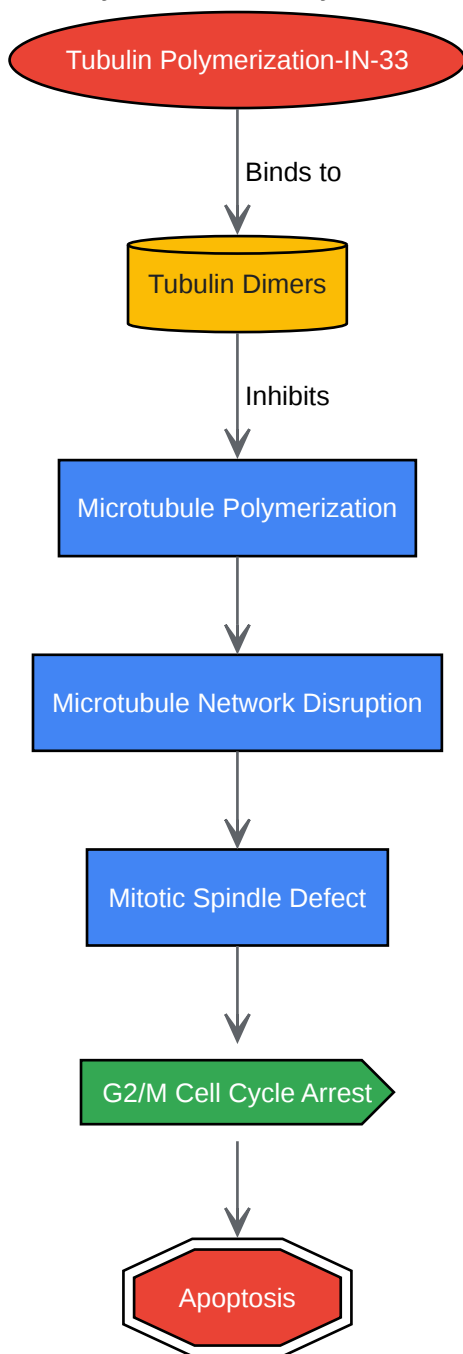 Tubulin Polymerization-IN-33
Binds to
Tubulin Dimers
Inhibits
Microtubule Polymerization
Microtubule Network Disruption
Mitotic Spindle Defect
G2/M Cell Cycle Arrest
Apoptosis